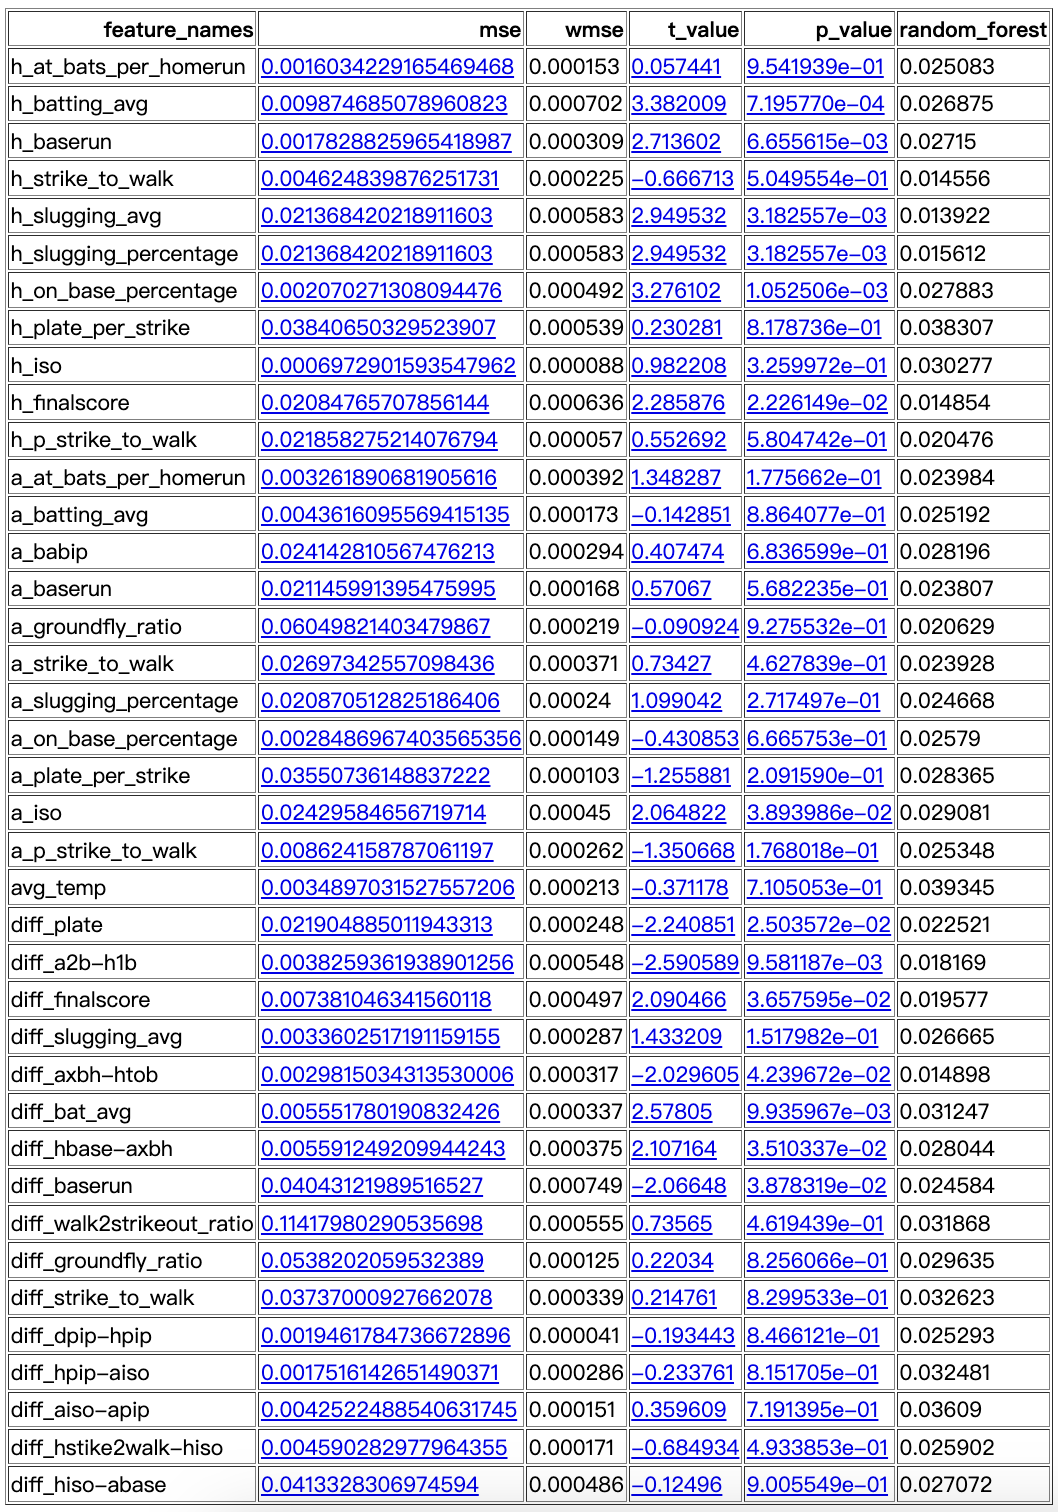 feature_names mse wmse t_value p_value random_forest
h_at_bats_per_homerun 0.0016034229165469468 0.000153 0.057441 9.541939e-01 0.025083
h_batting_avg 0.009874685078960823 0.000702 3.382009 7.195770e-04 0.026875
h_baserun 0.0017828825965418987 0.000309 2.713602 6.655615e-03 0.02715
h_strike_to_walk 0.004624839876251731 0.000225 −0.666713 5.049554e-01 0.014556
h_slugging_avg 0.021368420218911603 0.000583 2.949532 3.182557e-03 0.013922
h_slugging_percentage 0.021368420218911603 0.000583 2.949532 3.182557e-03 0.015612
h_on_base_percentage 0.002070271308094476 0.000492 3.276102 1.052506e-03 0.027883
h_plate_per_strike 0.03840650329523907 0.000539 0.230281 8.178736e-01 0.038307
h_iso 0.0006972901593547962 0.000088 0.982208 3.259972e-01 0.030277
h_finalscore 0.02084765707856144 0.000636 2.285876 2.226149e-02 0.014854
h_p_strike_to_walk 0.021858275214076794 0.000057 0.552692 5.804742e-01 0.020476
a_at_bats_per_homerun 0.003261890681905616 0.000392 1.348287 1.775662e-01 0.023984
a_batting_avg 0.0043616095569415135 0.000173 −0.142851 8.864077e-01 0.025192
a_babip 0.024142810567476213 0.000294 0.407474 6.836599e-01 0.028196
a_baserun 0.021145991395475995 0.000168 0.57067 5.682235e-01 0.023807
a_groundfly_ratio 0.06049821403479867 0.000219 −0.090924 9.275532e-01 0.020629
a_strike_to_walk 0.02697342557098436 0.000371 0.73427 4.627839e-01 0.023928
a_slugging_percentage 0.020870512825186406 0.00024 1.099042 2.717497e-01 0.024668
a_on_base_percentage 0.0028486967403565356 0.000149 −0.430853 6.665753e-01 0.02579
a_plate_per_strike 0.03550736148837222 0.000103 −1.255881 2.091590e-01 0.028365
a_iso 0.02429584656719714 0.00045 2.064822 3.893986e-02 0.029081
a_p_strike_to_walk 0.008624158787061197 0.000262 −1.350668 1.768018e-01 0.025348
avg_temp 0.0034897031527557206 0.000213 −0.371178 7.105053e-01 0.039345
diff_plate 0.021904885011943313 0.000248 −2.240851 2.503572e-02 0.022521
diff_a2b-h1b 0.0038259361938901256 0.000548 −2.590589 9.581187e-03 0.018169
diff_finalscore 0.007381046341560118 0.000497 2.090466 3.657595e-02 0.019577
diff_slugging_avg 0.0033602517191159155 0.000287 1.433209 1.517982e-01 0.026665
diff_axbh-htob 0.0029815034313530006 0.000317 −2.029605 4.239672e-02 0.014898
diff_bat_avg 0.005551780190832426 0.000337 2.57805 9.935967e-03 0.031247
diff_hbase-axbh 0.005591249209944243 0.000375 2.107164 3.510337e-02 0.028044
diff_baserun 0.04043121989516527 0.000749 −2.06648 3.878319e-02 0.024584
diff_walk2strikeout_ratio 0.11417980290535698 0.000555 0.73565 4.619439e-01 0.031868
diff_groundfly_ratio 0.0538202059532389 0.000125 0.22034 8.256066e-01 0.029635
diff_strike_to_walk 0.03737000927662078 0.000339 0.214761 8.299533e-01 0.032623
diff_dpip-hpip 0.0019461784736672896 0.000041 −0.193443 8.466121e-01 0.025293
diff_hpip-aiso 0.0017516142651490371 0.000286 −0.233761 8.151705e-01 0.032481
diff_aiso-apip 0.0042522488540631745 0.000151 0.359609 7.191395e-01 0.03609
diff_hstike2walk-hiso 0.004590282977964355 0.000171 −0.684934 4.933853e-01 0.025902
diff_hiso-abase 0.04133283069745​94 0.000486 −0.12496 9.005549e-01 0.027072